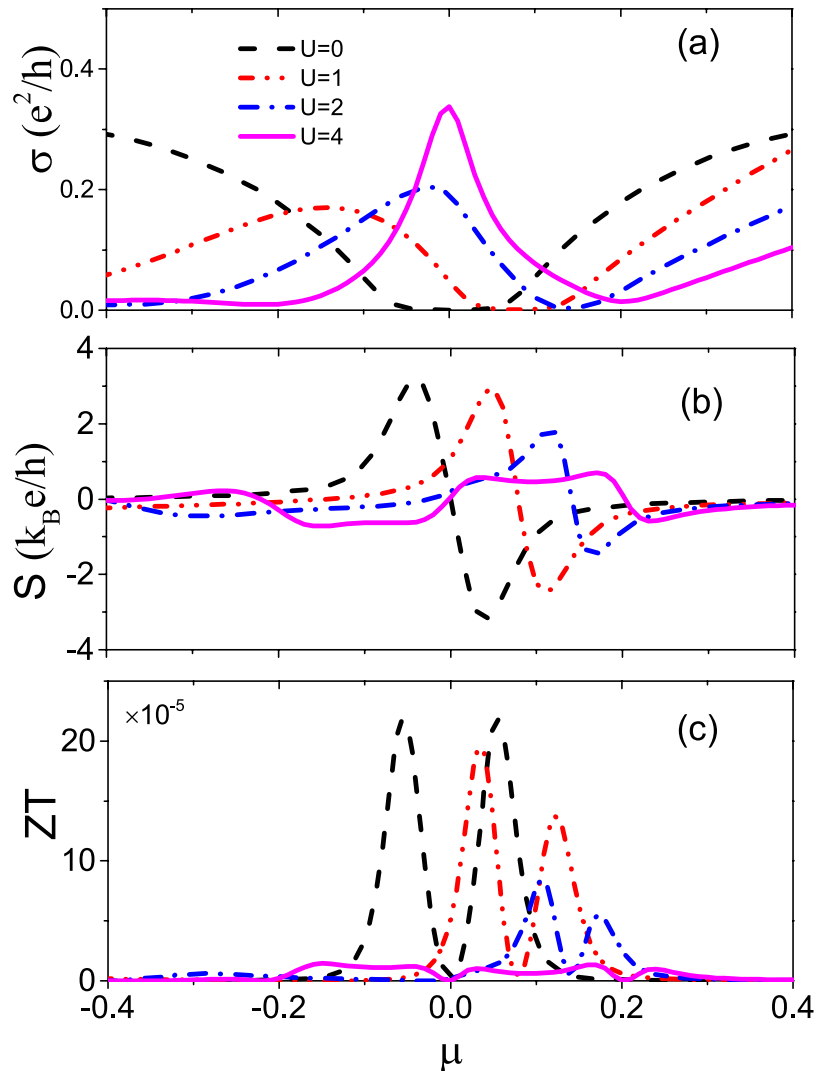 (a)
U=0
U=1
U=2
U=4
σ (e²/h)
0.4
0.2
0.0
(b)
S (k_B e/h)
4
2
0
-2
-4
×10⁻⁵
(c)
ZT
20
10
0
-0.4 -0.2 0.0 0.2 0.4
μ